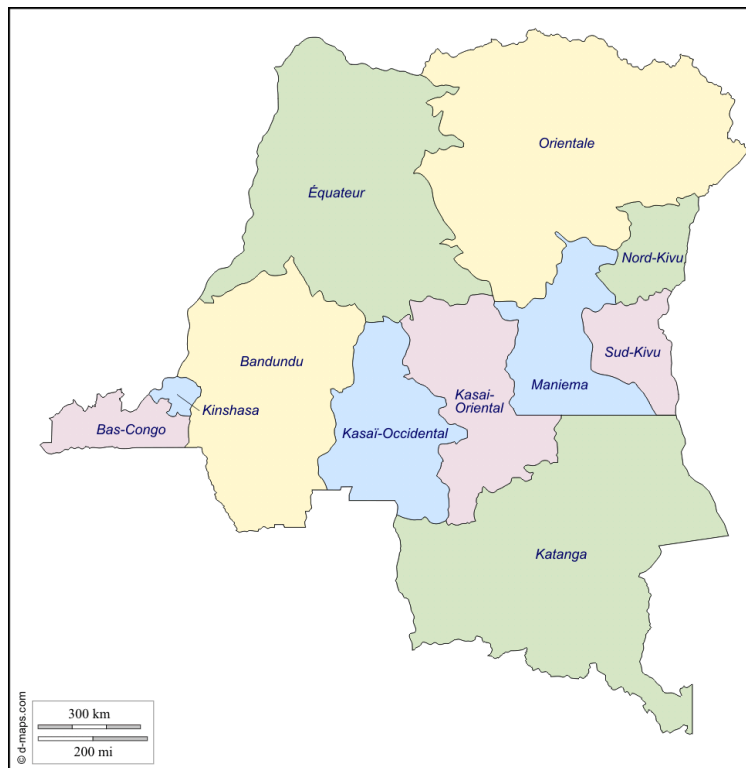 Orientale
Équateur
Nord-Kivu
Sud-Kivu
Bandundu
Maniema
Kasai-
Oriental
Kinshasa
Bas-Congo
Kasaï-Occidental
Katanga
300 km
200 mi
© d-maps.com